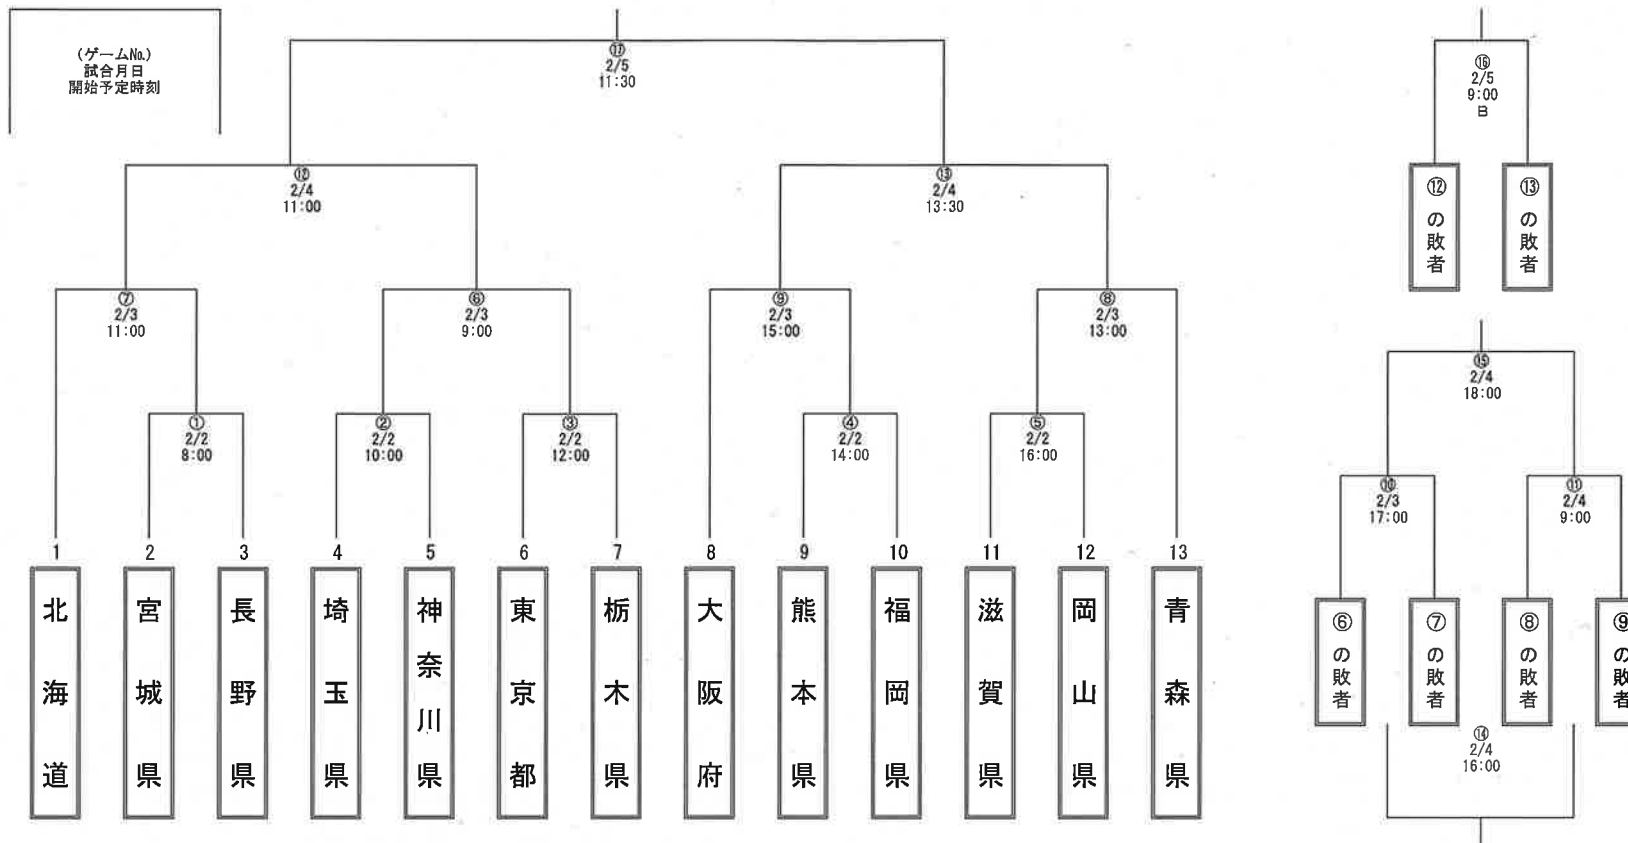 (ゲームNo.)
試合月日
開始予定時刻
⑰
2/5
11:30
⑯
2/5
9:00
B
⑫
2/4
11:00
⑬
2/4
13:30
⑫の敗者
⑬の敗者
⑦
2/3
11:00
⑥
2/3
9:00
⑨
2/3
15:00
⑧
2/3
13:00
⑮
2/4
18:00
①
2/2
8:00
②
2/2
10:00
③
2/2
12:00
④
2/2
14:00
⑤
2/2
16:00
⑩
2/3
17:00
⑪
2/4
9:00
1 2 3 4 5 6 7 8 9 10 11 12 13
北海道
宮城県
長野県
埼玉県
神奈川県
東京都
栃木県
大阪府
熊本県
福岡県
滋賀県
岡山県
青森県
⑥の敗者
⑦の敗者
⑧の敗者
⑨の敗者
⑭
2/4
16:00